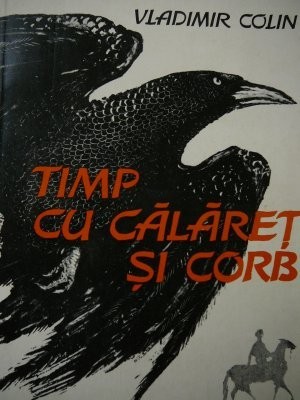 VLADIMIR COLIN
TIMP
CU CĂLĂREȚ
ȘI CORB